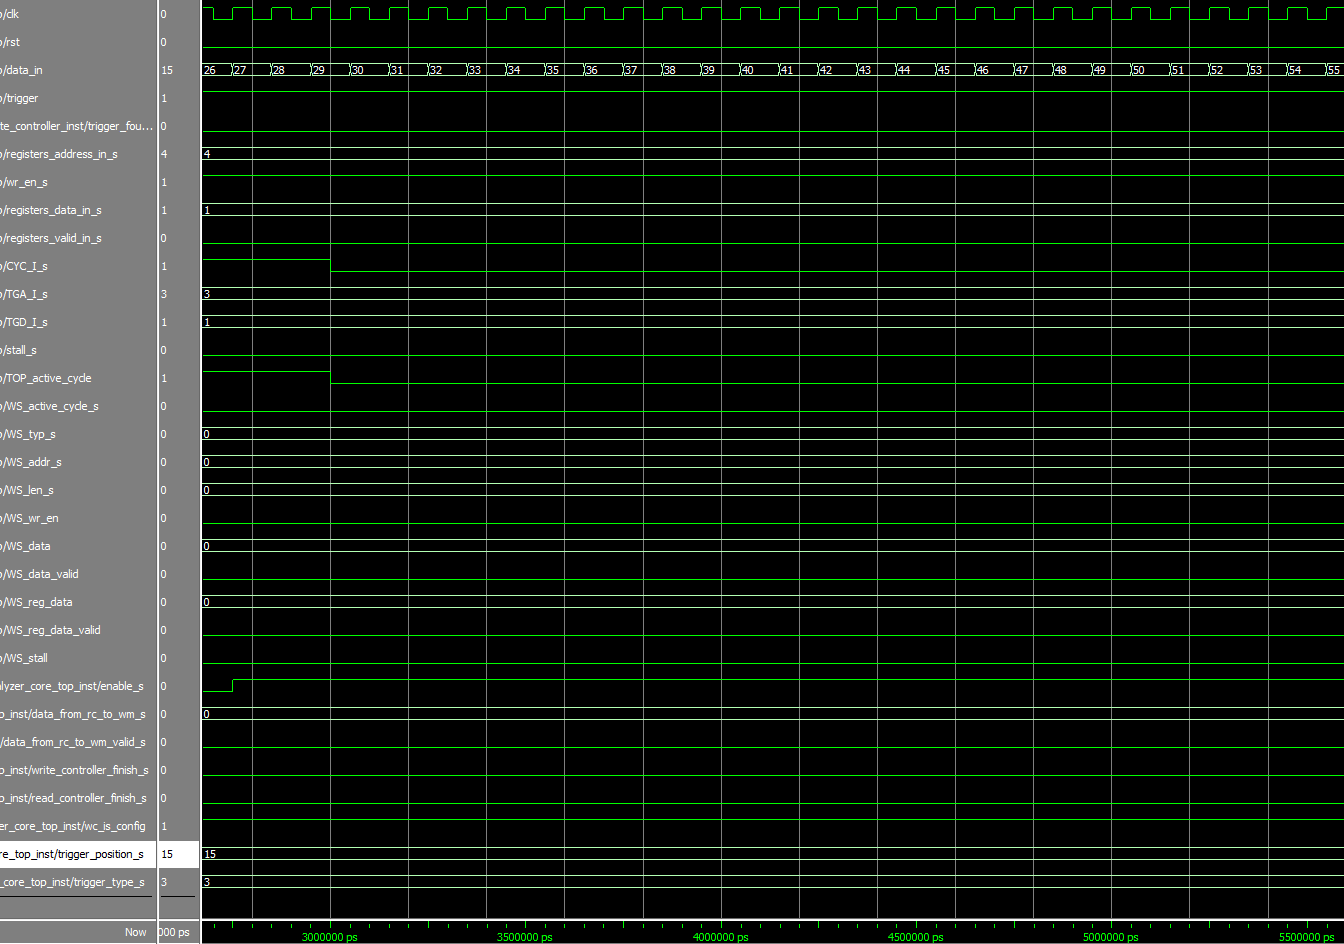 o/clk 0
o/rst 0
o/data_in 15 26 27 28 29 30 31 32 33 34 35 36 37 38 39 40 41 42 43 44 45 46 47 48 49 50 51 52 53 54 55
o/trigger 1
te_controller_inst/trigger_fou... 0
o/registers_address_in_s 4 4
o/wr_en_s 1
o/registers_data_in_s 1 1
o/registers_valid_in_s 0
o/CYC_I_s 1
o/TGA_I_s 3 3
o/TGD_I_s 1 1
o/stall_s 0
o/TOP_active_cycle 1
o/WS_active_cycle_s 0
o/WS_typ_s 0 0
o/WS_addr_s 0 0
o/WS_len_s 0 0
o/WS_wr_en 0
o/WS_data 0 0
o/WS_data_valid 0
o/WS_reg_data 0 0
o/WS_reg_data_valid 0
o/WS_stall 0
lyzer_core_top_inst/enable_s 0
p_inst/data_from_rc_to_wm_s 0 0
/data_from_rc_to_wm_valid_s 0
p_inst/write_controller_finish_s 0
p_inst/read_controller_finish_s 0
er_core_top_inst/wc_is_config 1
re_top_inst/trigger_position_s 15 15
_core_top_inst/trigger_type_s 3 3
Now 000 ps 3000000 ps 3500000 ps 4000000 ps 4500000 ps 5000000 ps 5500000 ps